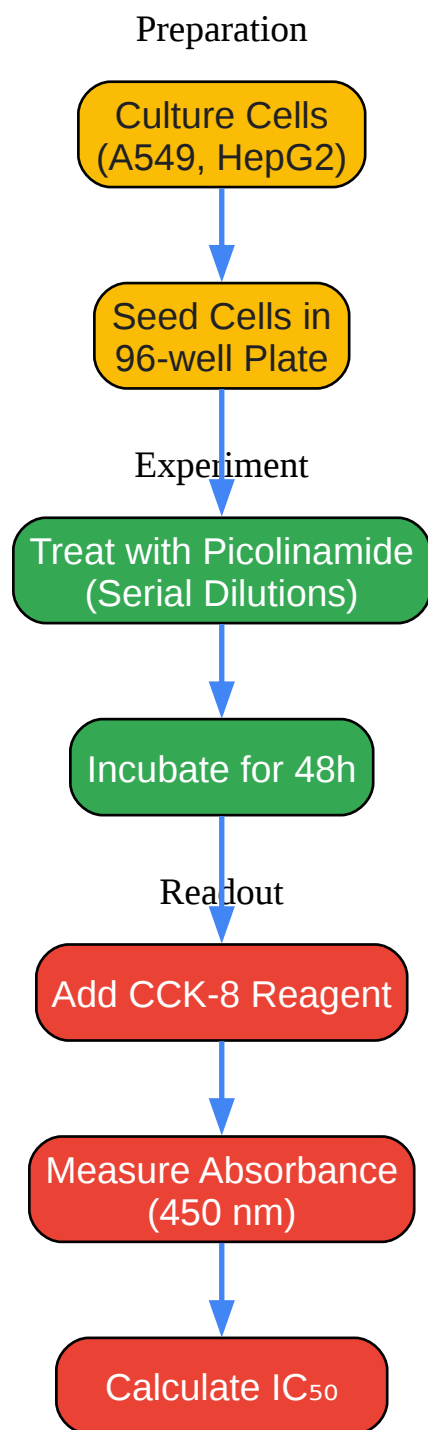 Preparation
Culture Cells
(A549, HepG2)
Seed Cells in
96-well Plate
Experiment
Treat with Picolinamide
(Serial Dilutions)
Incubate for 48h
Readout
Add CCK-8 Reagent
Measure Absorbance
(450 nm)
Calculate IC₅₀